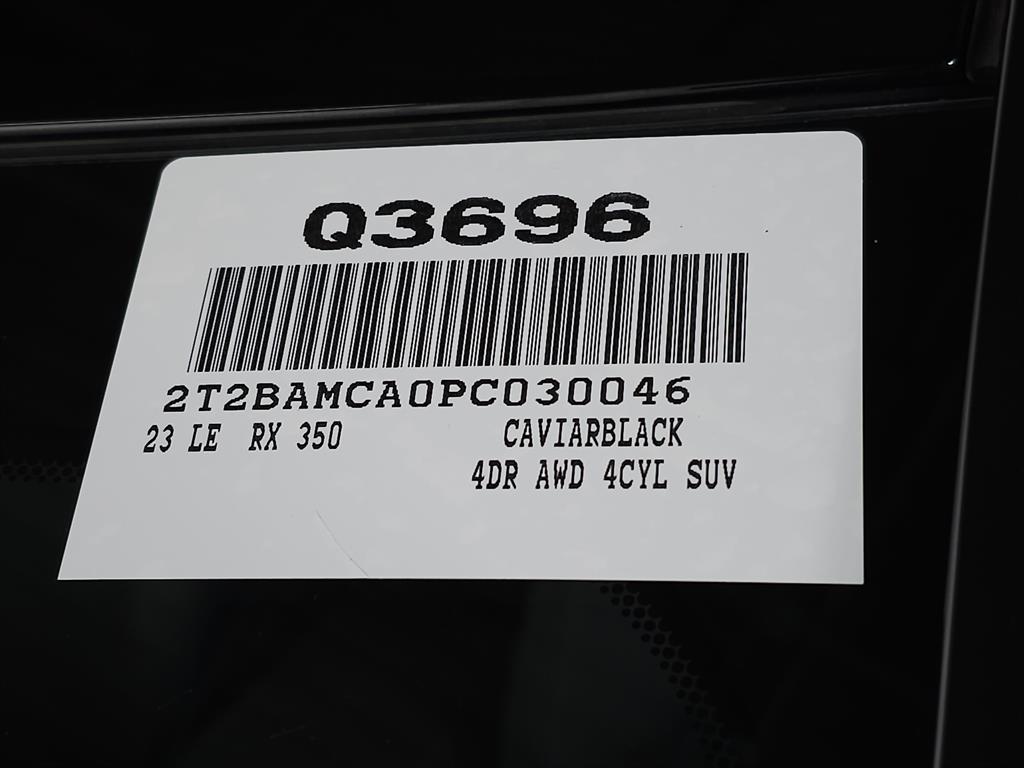 Q3696
2T2BAMCA0PC030046
23 LE RX 350 CAVIARBLACK
4DR AWD 4CYL SUV